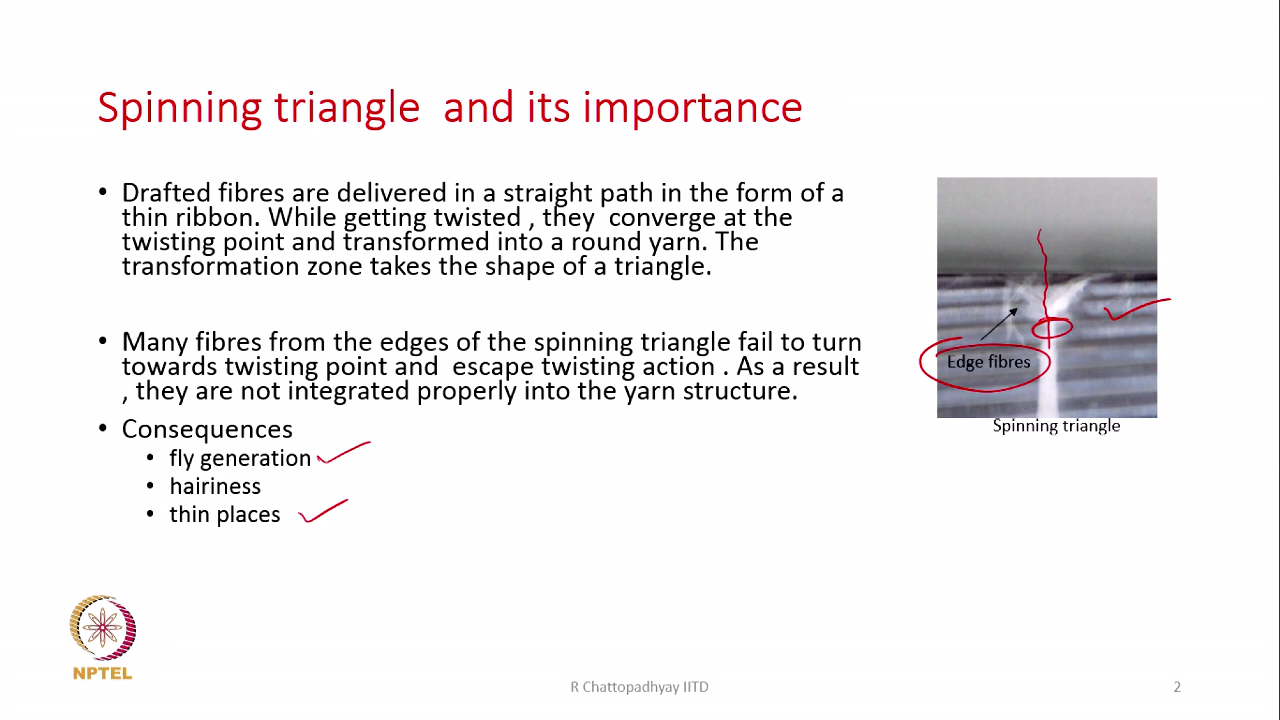 Spinning triangle and its importance
• Drafted fibres are delivered in a straight path in the form of a
thin ribbon. While getting twisted , they converge at the
twisting point and transformed into a round yarn. The
transformation zone takes the shape of a triangle.
• Many fibres from the edges of the spinning triangle fail to turn
towards twisting point and escape twisting action . As a result
, they are not integrated properly into the yarn structure.
• Consequences
• fly generation
• hairiness
• thin places
Edge fibres
Spinning triangle
NPTEL
R Chattopadhyay IITD
2